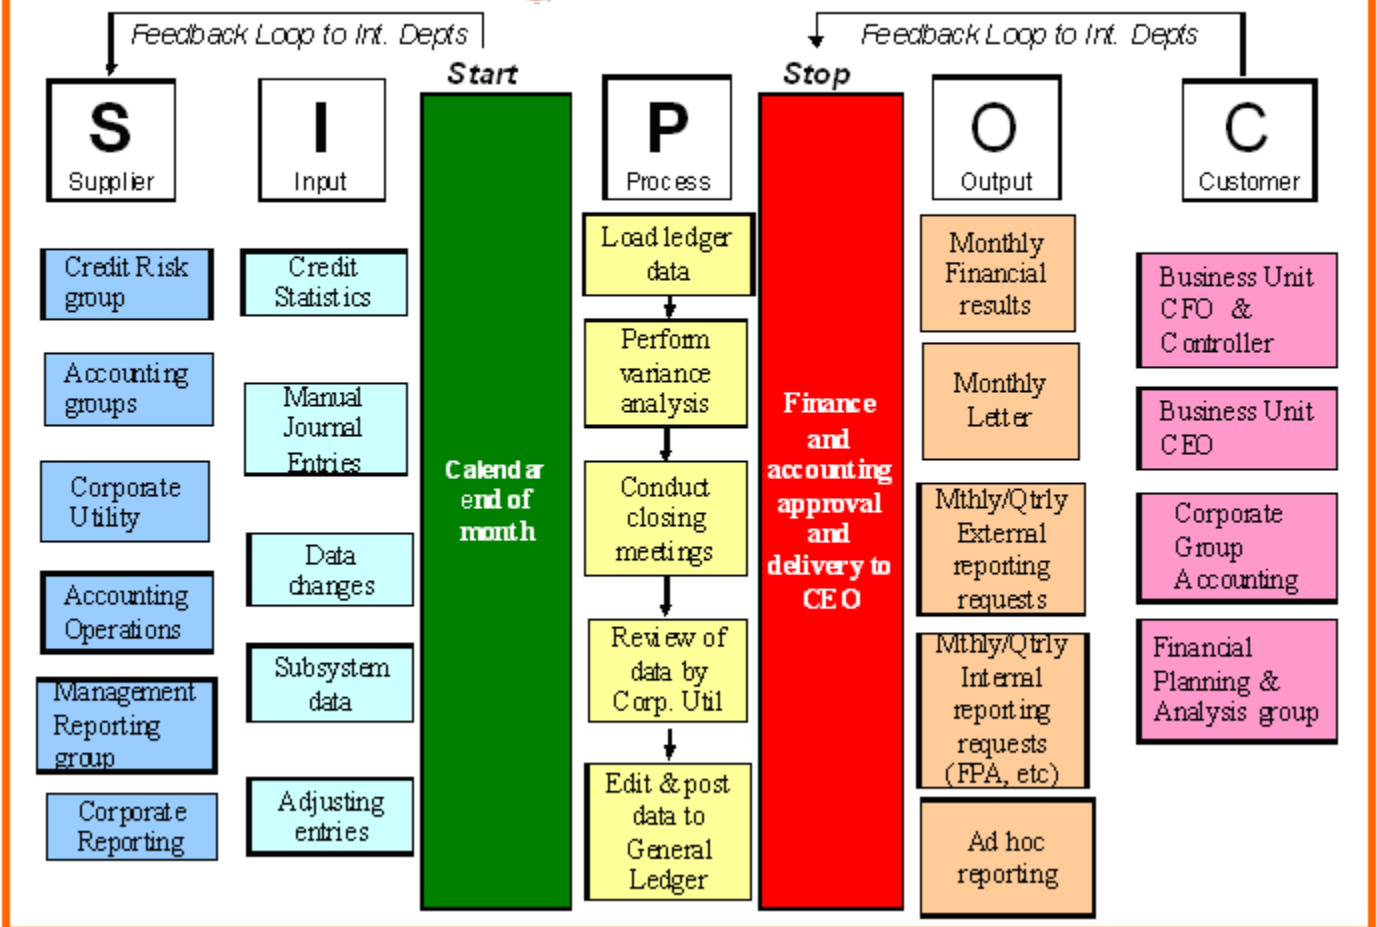 Feedback Loop to Int. Depts
Feedback Loop to Int. Depts
Start
Stop
S
Supplier
I
Input
P
Process
O
Output
C
Customer
Credit Risk
group
Accounting
groups
Corporate
Utility
Accounting
Operations
Management
Reporting
group
Corporate
Reporting
Credit
Statistics
Manual
Journal
Entries
Data
changes
Subsystem
data
Adjusting
entries
Calendar
end of
month
Load ledger
data
Perform
variance
analysis
Conduct
closing
meetings
Review of
data by
Corp. Util
Edit & post
data to
General
Ledger
Finance
and
accounting
approval
and
delivery to
CEO
Monthly
Financial
results
Monthly
Letter
Mthly/Qtrly
External
reporting
requests
Mthly/Qtrly
Internal
reporting
requests
(FPA, etc)
Ad hoc
reporting
Business Unit
CFO &
Controller
Business Unit
CEO
Corporate
Group
Accounting
Financial
Planning &
Analysis group